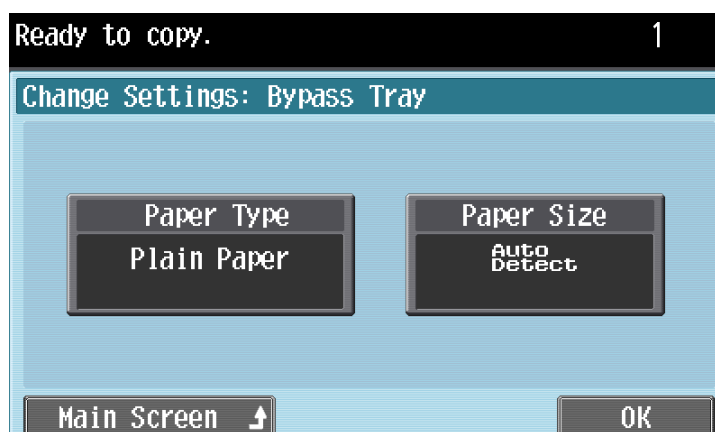 Ready to copy. 1
Change Settings: Bypass Tray
Paper Type
Plain Paper
Paper Size
Auto
Detect
Main Screen
OK